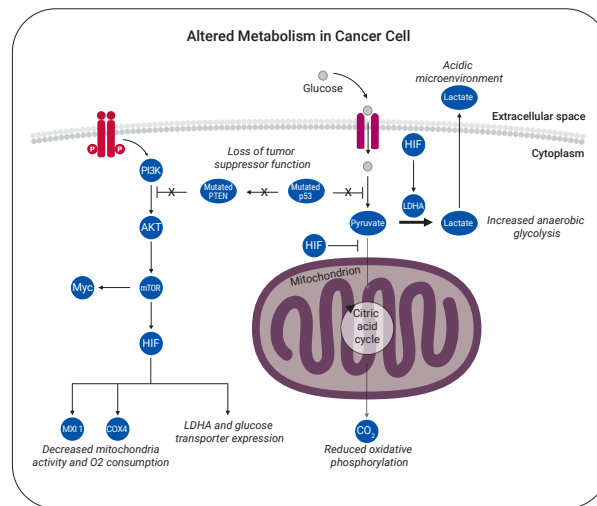 Altered Metabolism in Cancer Cell
Acidic
microenvironment
Glucose
Lactate
Extracellular space
Cytoplasm
P
P
HIF
Loss of tumor
suppressor function
PI3K
X
Mutated
PTEN
X
Mutated
p53
X
LDHA
AKT
Pyruvate
Lactate
Increased anaerobic
glycolysis
HIF
Mitochondrion
Myc
mTOR
Citric
acid
cycle
HIF
MXI1
COX4
LDHA and glucose
transporter expression
CO2
Decreased mitochondria
activity and O2 consumption
Reduced oxidative
phosphorylation